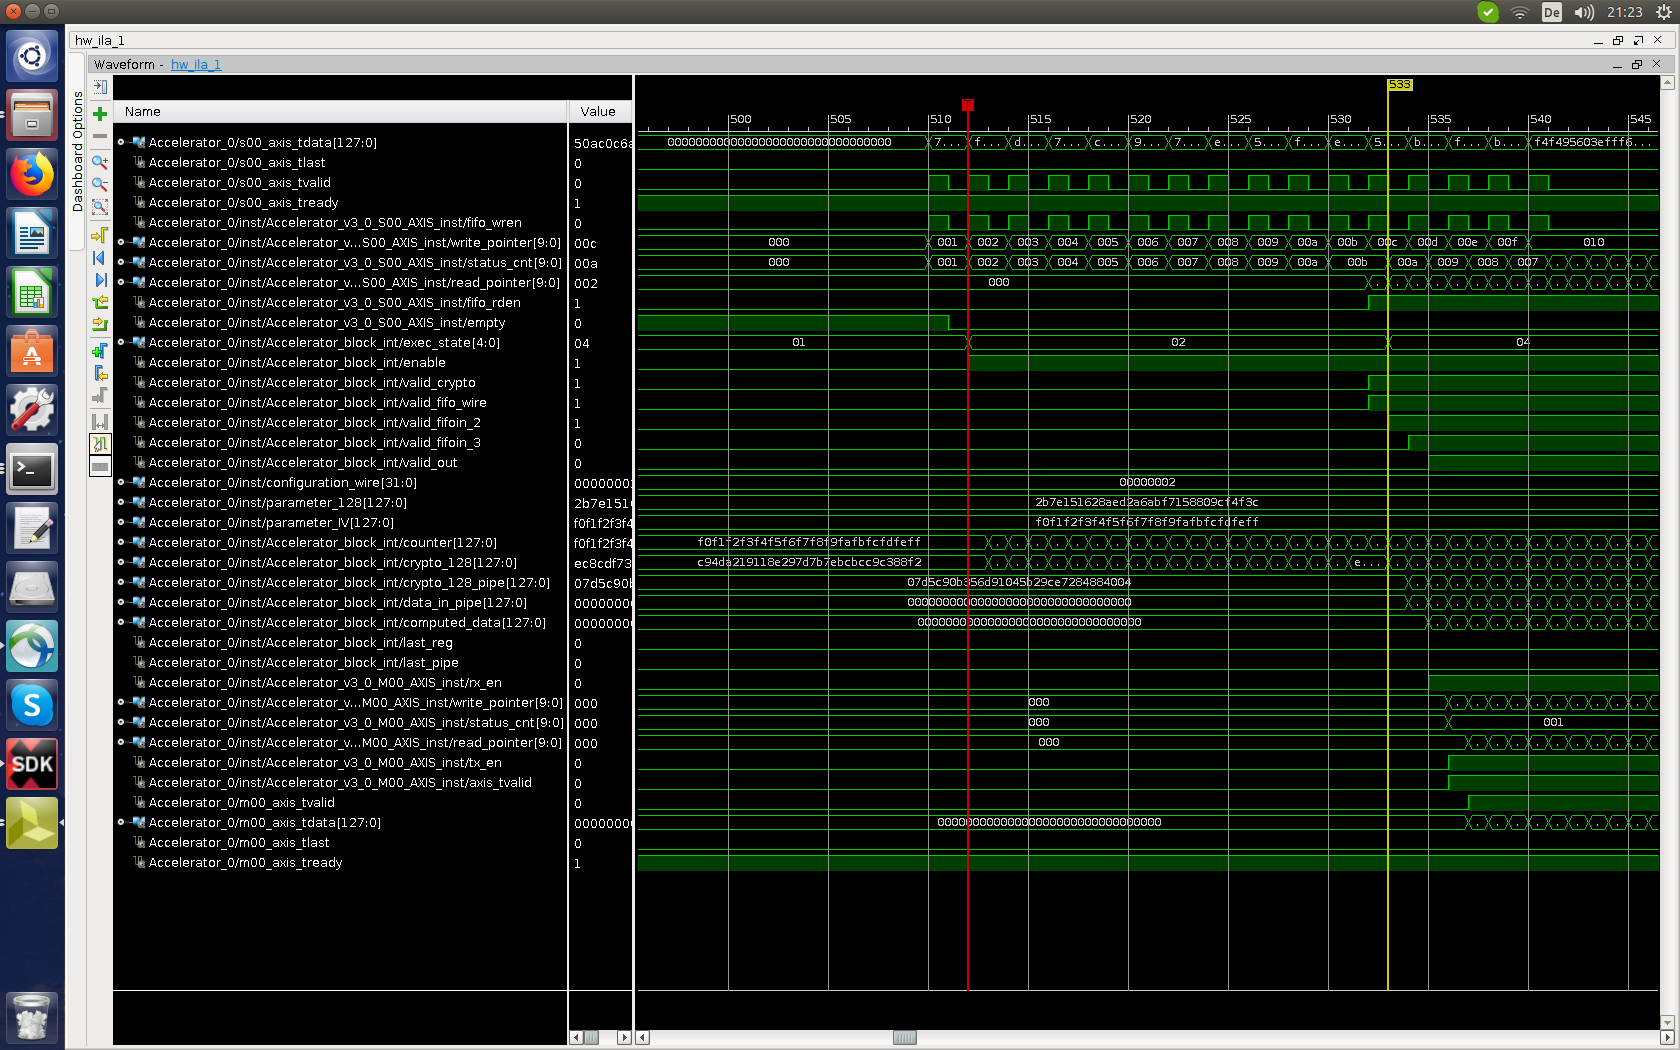 De 21:23
hw_ila_1
Waveform - hw_ila_1
Dashboard Options
533
Name Value
T
500 505 510 515 520 525 530 535 540 545
Accelerator_0/s00_axis_tdata[127:0] 50ac0c6a 00000000000000000000000000000000 7... f... d... 7... c... 9... 7... e... 5... f... e... 5... b... f... b... f4f495603efff6...
Accelerator_0/s00_axis_tlast 0
Accelerator_0/s00_axis_tvalid 0
Accelerator_0/s00_axis_tready 1
Accelerator_0/inst/Accelerator_v3_0_S00_AXIS_inst/fifo_wren 0
Accelerator_0/inst/Accelerator_v...S00_AXIS_inst/write_pointer[9:0] 00c 000 001 002 003 004 005 006 007 008 009 00a 00b 00c 00d 00e 00f 010
Accelerator_0/inst/Accelerator_v3_0_S00_AXIS_inst/status_cnt[9:0] 00a 000 001 002 003 004 005 006 007 008 009 00a 00b 00a 009 008 007
Accelerator_0/inst/Accelerator_v...S00_AXIS_inst/read_pointer[9:0] 002 000
Accelerator_0/inst/Accelerator_v3_0_S00_AXIS_inst/fifo_rden 1
Accelerator_0/inst/Accelerator_v3_0_S00_AXIS_inst/empty 0
Accelerator_0/inst/Accelerator_block_int/exec_state[4:0] 04 01 02 04
Accelerator_0/inst/Accelerator_block_int/enable 1
Accelerator_0/inst/Accelerator_block_int/valid_crypto 1
Accelerator_0/inst/Accelerator_block_int/valid_fifo_wire 1
Accelerator_0/inst/Accelerator_block_int/valid_fifoin_2 1
Accelerator_0/inst/Accelerator_block_int/valid_fifoin_3 0
Accelerator_0/inst/Accelerator_block_int/valid_out 0
Accelerator_0/inst/configuration_wire[31:0] 00000002 00000002
Accelerator_0/inst/parameter_128[127:0] 2b7e151 2b7e151628aed2a6abf7158809cf4f3c
Accelerator_0/inst/parameter_IV[127:0] f0f1f2f3f4 f0f1f2f3f4f5f6f7f8f9fafbfcfdfeff
Accelerator_0/inst/Accelerator_block_int/counter[127:0] f0f1f2f3f4 f0f1f2f3f4f5f6f7f8f9fafbfcfdfeff
Accelerator_0/inst/Accelerator_block_int/crypto_128[127:0] ec8cdf73 c94da219118e297d7b7ebcbcc9c388f2 e...
Accelerator_0/inst/Accelerator_block_int/crypto_128_pipe[127:0] 07d5c90b 07d5c90b356d91045b29ce7284884004
Accelerator_0/inst/Accelerator_block_int/data_in_pipe[127:0] 00000000 00000000000000000000000000000000
Accelerator_0/inst/Accelerator_block_int/computed_data[127:0] 00000000 00000000000000000000000000000000
Accelerator_0/inst/Accelerator_block_int/last_reg 0
Accelerator_0/inst/Accelerator_block_int/last_pipe 0
Accelerator_0/inst/Accelerator_v3_0_M00_AXIS_inst/rx_en 0
Accelerator_0/inst/Accelerator_v...M00_AXIS_inst/write_pointer[9:0] 000 000
Accelerator_0/inst/Accelerator_v3_0_M00_AXIS_inst/status_cnt[9:0] 000 000 001
Accelerator_0/inst/Accelerator_v...M00_AXIS_inst/read_pointer[9:0] 000 000
Accelerator_0/inst/Accelerator_v3_0_M00_AXIS_inst/tx_en 0
Accelerator_0/inst/Accelerator_v3_0_M00_AXIS_inst/axis_tvalid 0
Accelerator_0/m00_axis_tvalid 0
Accelerator_0/m00_axis_tdata[127:0] 00000000 00000000000000000000000000000000
Accelerator_0/m00_axis_tlast 0
Accelerator_0/m00_axis_tready 1
SDK